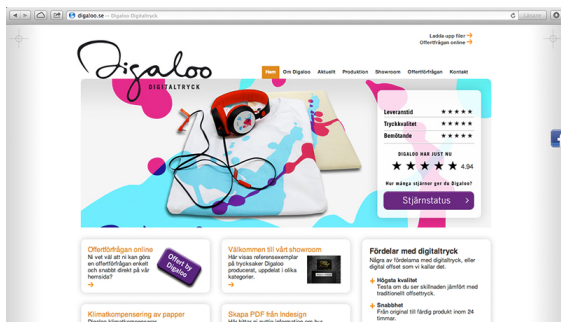 digaloo.se — Digaloo Digitaltryck
Läsare
Ladda upp filer
Offertförfrågan online
Digaloo
DIGITALTRYCK
Hem Om Digaloo Aktuellt Produktion Showroom Offertförfrågan Kontakt
Leveranstid
Tryckkvalitet
Bemötande
DIGALOO HAR JUST NU
4.94
Hur många stjärnor ger du Digaloo?
Stjärnstatus
Offertförfrågan online
Ni vet väl att ni kan göra
en offertförfrågan enkelt
och snabbt direkt på vår
hemsida?
Offert by
Digaloo
Välkommen till vårt showroom
Här visas referensexemplar
på trycksaker Digaloo
producerat, uppdelat i olika
kategorier.
Fördelar med digitaltryck
Några av fördelarna med digitaltryck, eller
digital offset som vi kallar det.
Högsta kvalitet
Testa om du ser skillnaden jämfört med
traditionellt offsettryck.
Snabbhet
Från original till färdig produkt inom 24
timmar.
Klimatkompensering av papper
Skapa PDF från Indesign